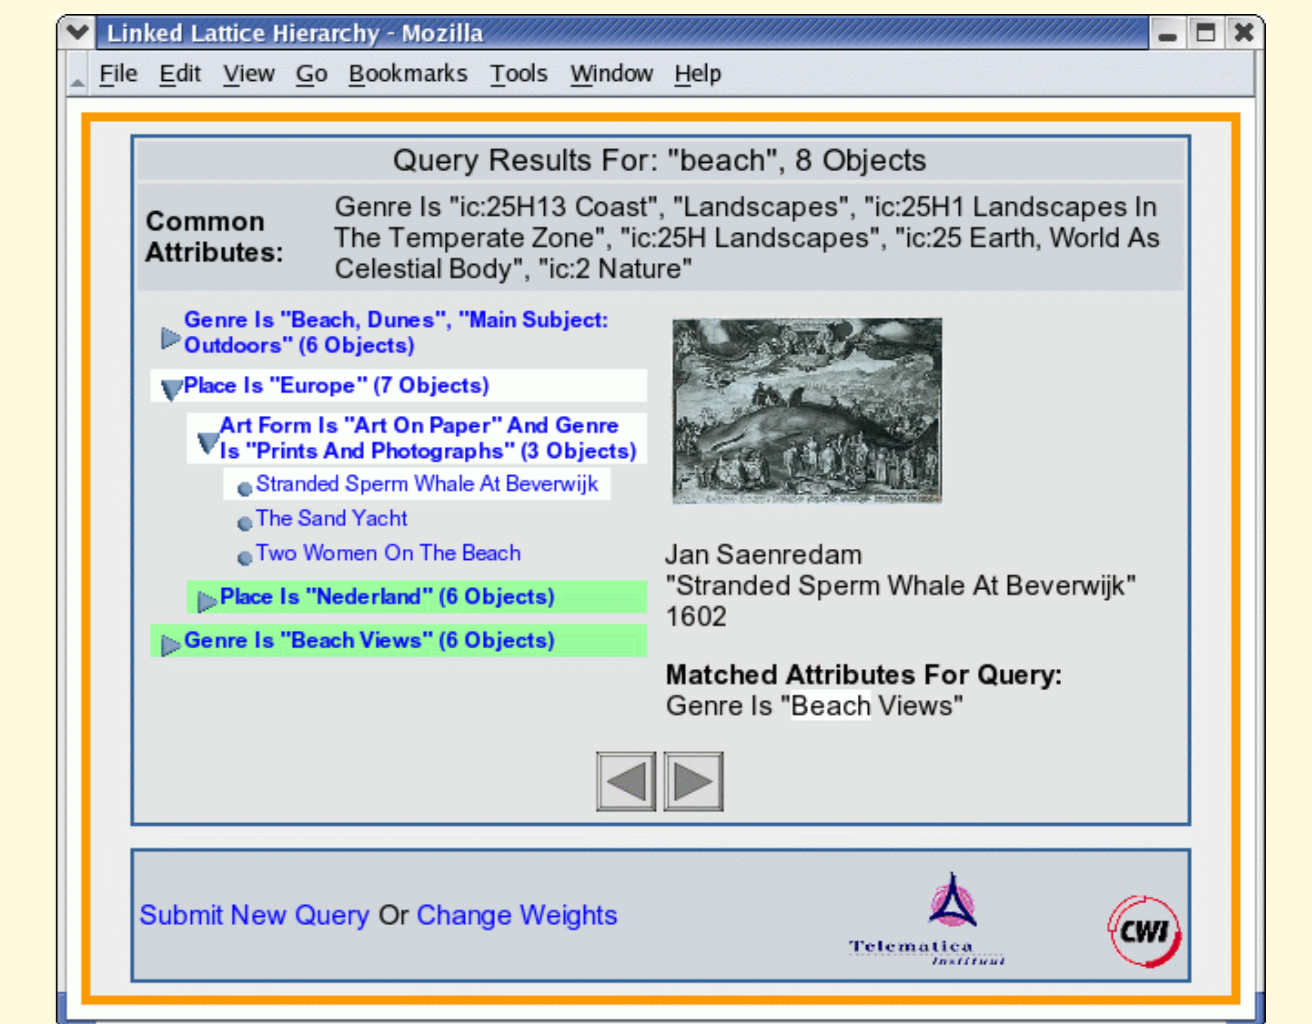 Linked Lattice Hierarchy - Mozilla
File Edit View Go Bookmarks Tools Window Help
Query Results For: "beach", 8 Objects
Common
Attributes:
Genre Is "ic:25H13 Coast", "Landscapes", "ic:25H1 Landscapes In
The Temperate Zone", "ic:25H Landscapes", "ic:25 Earth, World As
Celestial Body", "ic:2 Nature"
Genre Is "Beach, Dunes", "Main Subject:
Outdoors" (6 Objects)
Place Is "Europe" (7 Objects)
Art Form Is "Art On Paper" And Genre
Is "Prints And Photographs" (3 Objects)
Stranded Sperm Whale At Beverwijk
The Sand Yacht
Two Women On The Beach
Place Is "Nederland" (6 Objects)
Genre Is "Beach Views" (6 Objects)
Jan Saenredam
"Stranded Sperm Whale At Beverwijk"
1602
Matched Attributes For Query:
Genre Is "Beach Views"
Submit New Query Or Change Weights
Telematica
Instituut
CWI